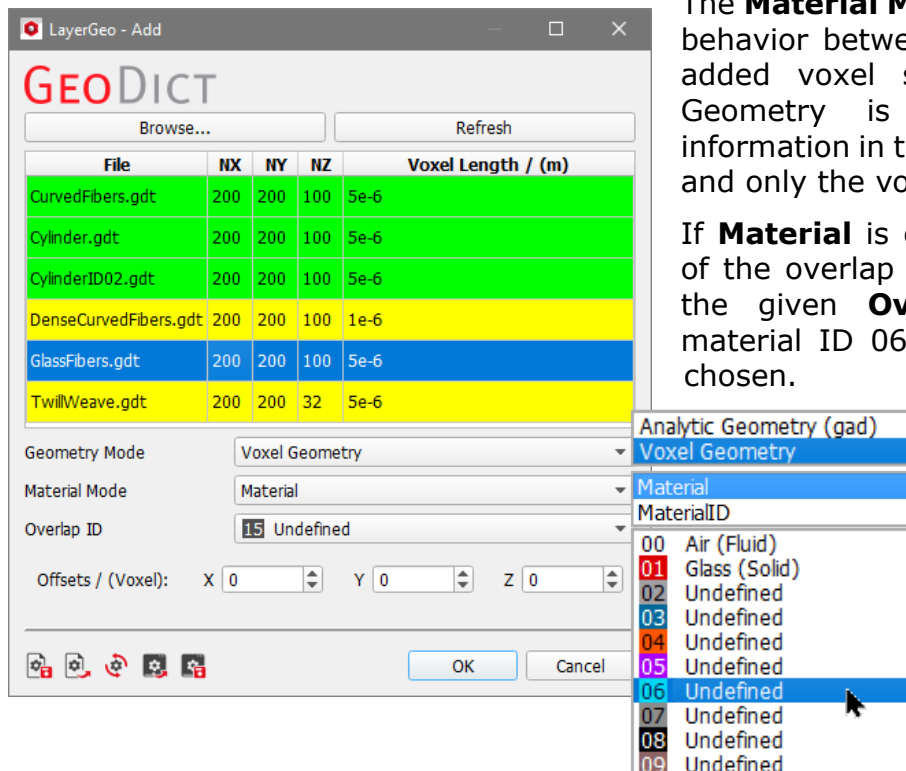 LayerGeo - Add
GEODICT
Browse... Refresh
File NX NY NZ Voxel Length / (m)
CurvedFibers.gdt 200 200 100 5e-6
Cylinder.gdt 200 200 100 5e-6
CylinderID02.gdt 200 200 100 5e-6
DenseCurvedFibers.gdt 200 200 100 1e-6
GlassFibers.gdt 200 200 100 5e-6
TwillWeave.gdt 200 200 32 5e-6
Geometry Mode Voxel Geometry
Material Mode Material
Overlap ID 15 Undefined
Offsets / (Voxel): X 0 Y 0 Z 0
OK Cancel
The Material M
behavior betwe
added voxel s
Geometry is
information in t
and only the vo
If Material is
of the overlap
the given Ov
material ID 06
chosen.
Analytic Geometry (gad)
Voxel Geometry
Material
MaterialID
00 Air (Fluid)
01 Glass (Solid)
02 Undefined
03 Undefined
04 Undefined
05 Undefined
06 Undefined
07 Undefined
08 Undefined
09 Undefined